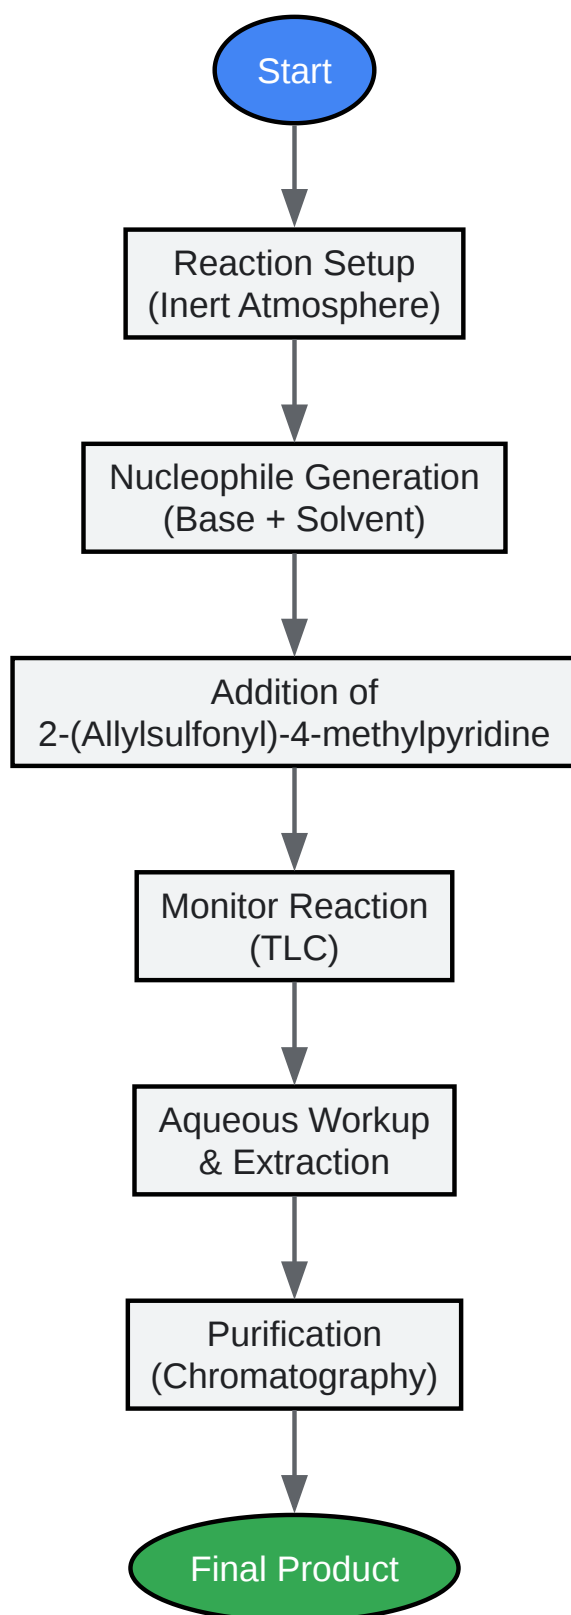 Start
Reaction Setup
(Inert Atmosphere)
Nucleophile Generation
(Base + Solvent)
Addition of
2-(Allylsulfonyl)-4-methylpyridine
Monitor Reaction
(TLC)
Aqueous Workup
& Extraction
Purification
(Chromatography)
Final Product